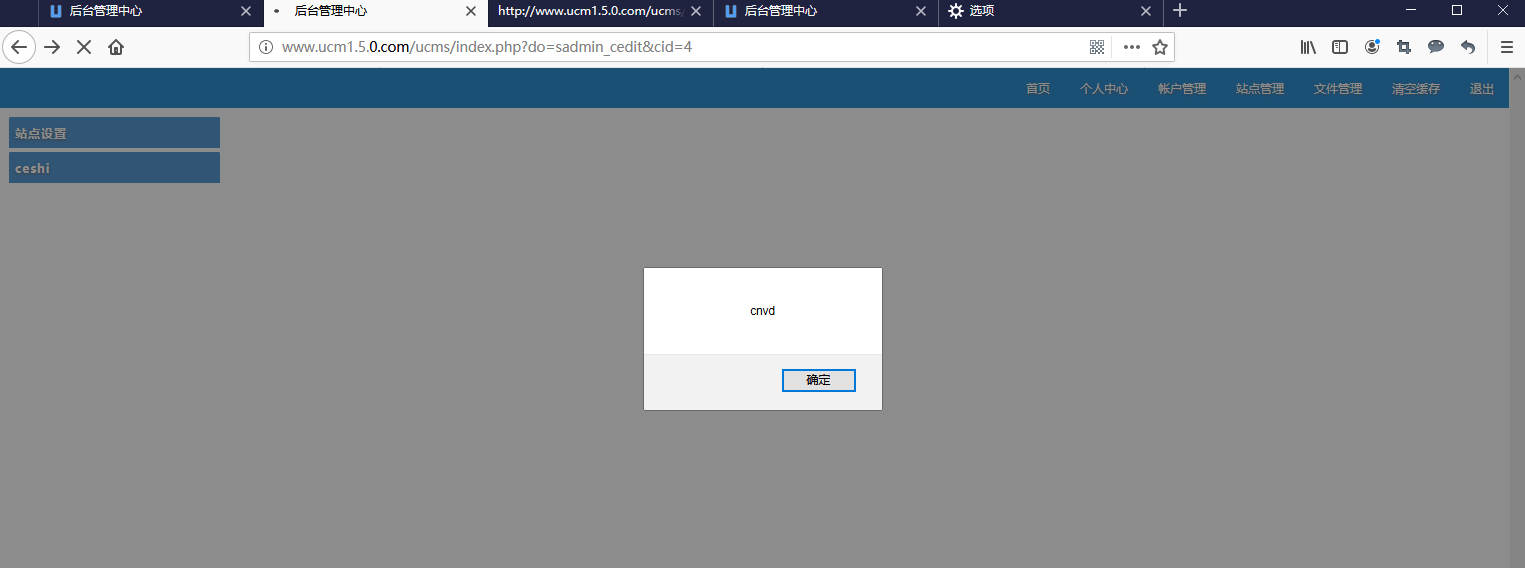 后台管理中心
后台管理中心
http://www.ucm1.5.0.com/ucms/
后台管理中心
选项
www.ucm1.5.0.com/ucms/index.php?do=sadmin_cedit&cid=4
首页 个人中心 帐户管理 站点管理 文件管理 清空缓存 退出
站点设置
ceshi
cnvd
确定